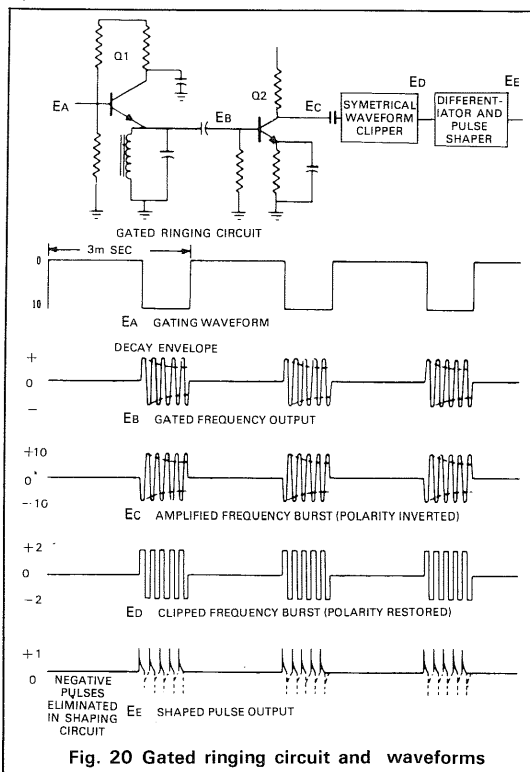 Q1
EA
EB
Q2
EC
SYMETRICAL
WAVEFORM
CLIPPER
ED
DIFFERENT-
IATOR AND
PULSE
SHAPER
EE
GATED RINGING CIRCUIT
3m SEC
0
10
EA GATING WAVEFORM
DECAY ENVELOPE
+
0
−
EB GATED FREQUENCY OUTPUT
+10
0
-10
EC AMPLIFIED FREQUENCY BURST (POLARITY INVERTED)
+2
0
−2
ED CLIPPED FREQUENCY BURST (POLARITY RESTORED)
+1
0
NEGATIVE
PULSES
ELIMINATED
IN SHAPING
CIRCUIT
EE SHAPED PULSE OUTPUT
Fig. 20 Gated ringing circuit and waveforms